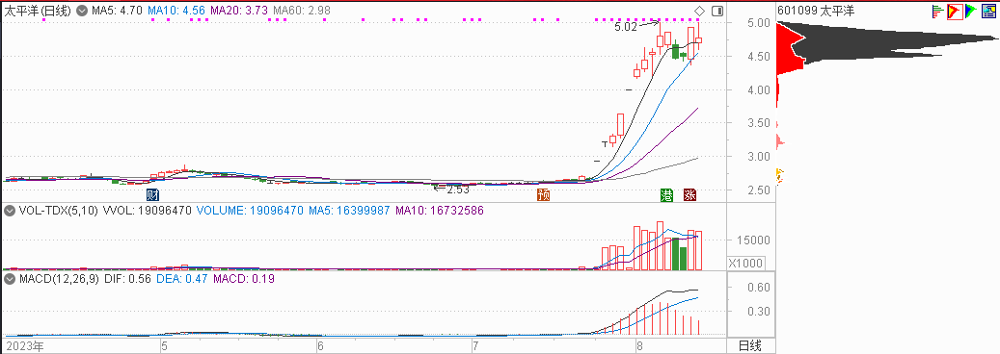 太平洋(日线) MA5: 4.70 MA10: 4.56 MA20: 3.73 MA60: 2.98
601099 太平洋
5.00
5.02
4.50
4.00
3.50
3.00
2.50
2.53
财 预 港 涨
VOL-TDX(5,10) VVOL: 19096470 VOLUME: 19096470 MA5: 16399987 MA10: 16732586
15000
X1000
MACD(12,26,9) DIF: 0.56 DEA: 0.47 MACD: 0.19
0.60
0.30
2023年 5 6 7 8 日线